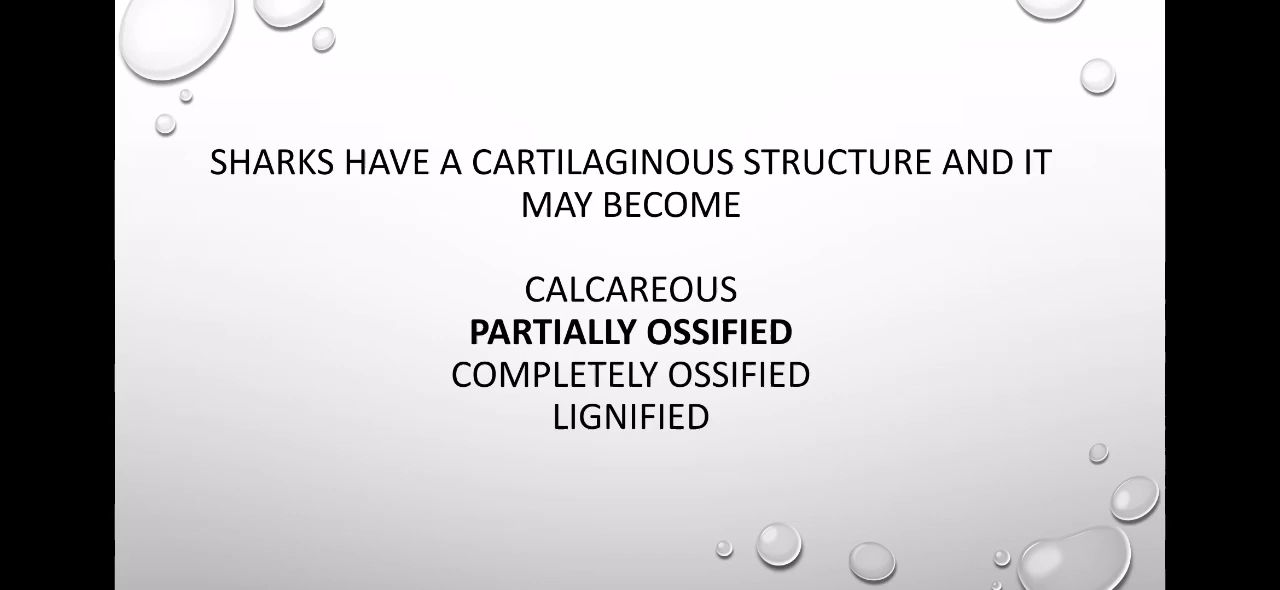 SHARKS HAVE A CARTILAGINOUS STRUCTURE AND IT
MAY BECOME
CALCAREOUS
PARTIALLY OSSIFIED
COMPLETELY OSSIFIED
LIGNIFIED